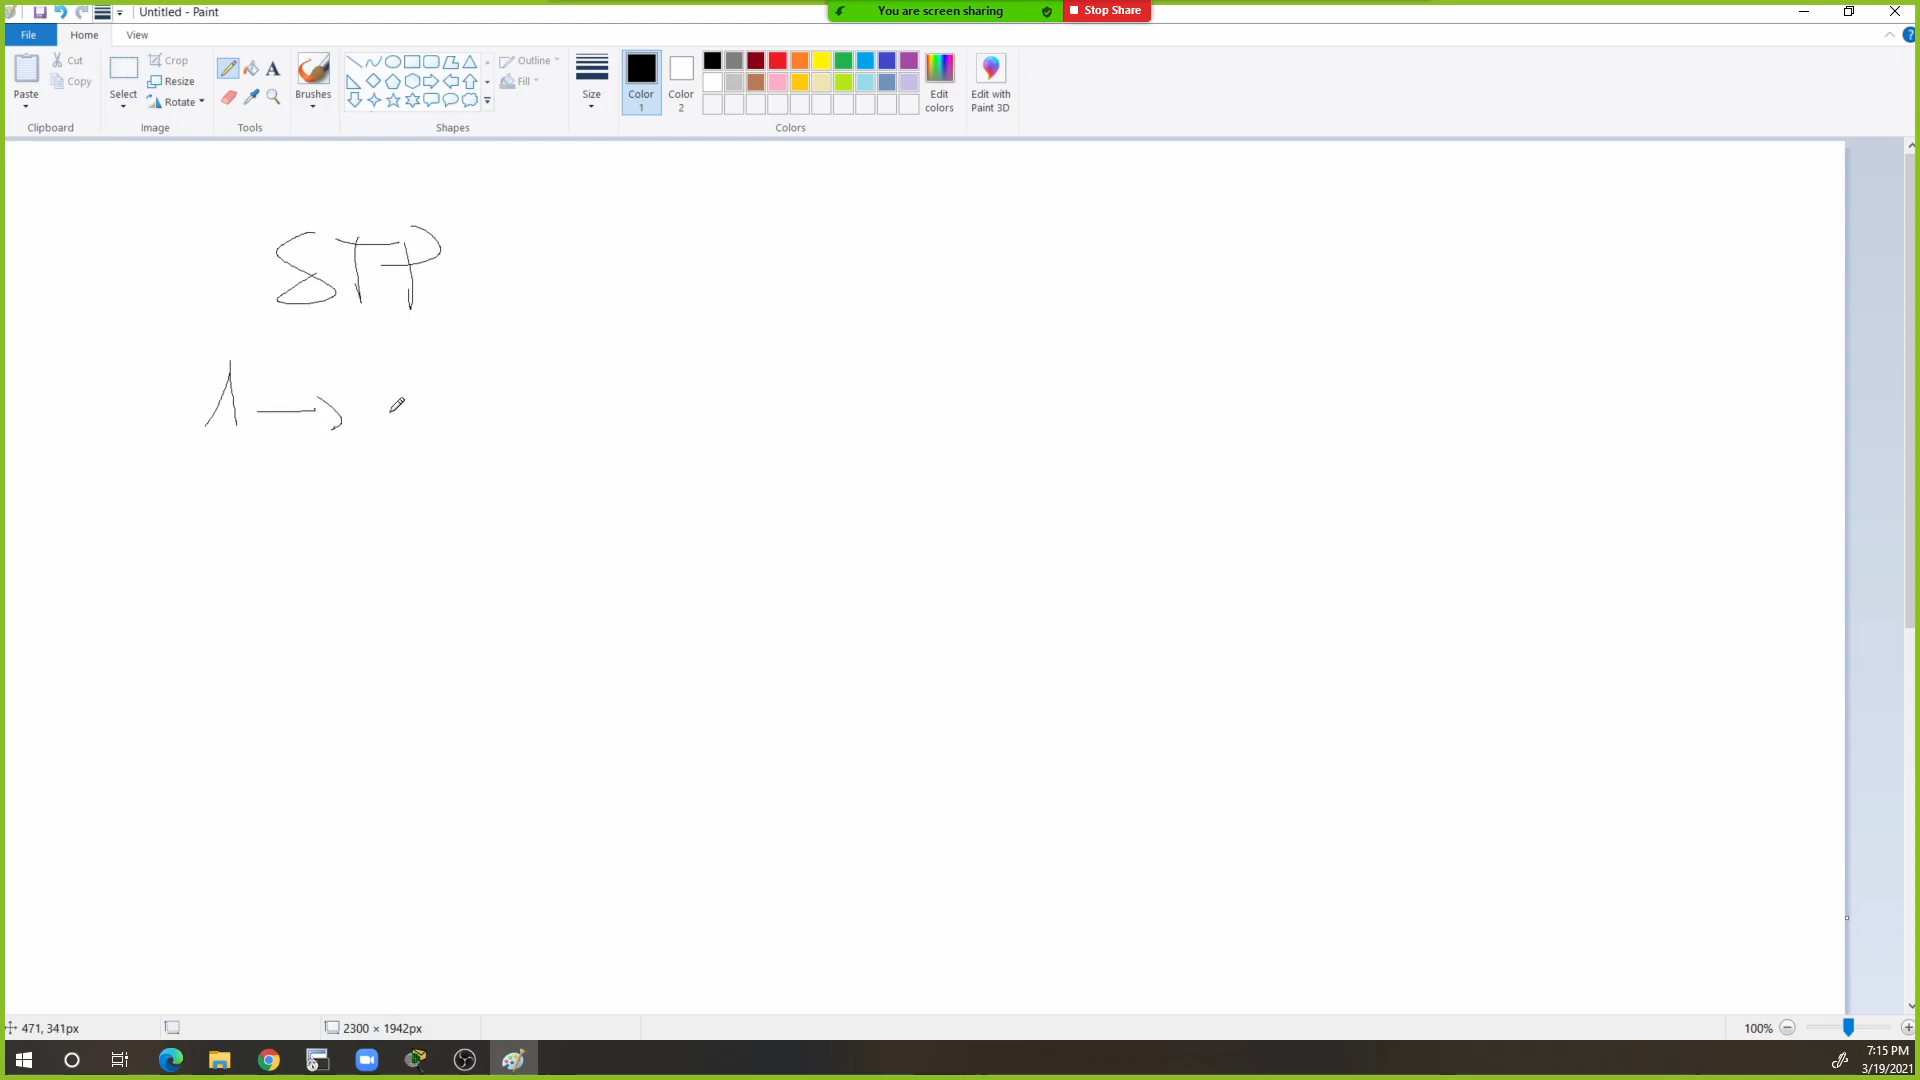 Untitled - Paint
You are screen sharing
Stop Share
File
Home
View
Paste
Cut
Copy
Clipboard
Select
Crop
Resize
Rotate
Image
Tools
Brushes
Shapes
Outline
Fill
Size
Color 1
Color 2
Edit colors
Edit with Paint 3D
Colors
STP
1 →
471, 341px
2300 × 1942px
100%
7:15 PM
3/19/2021